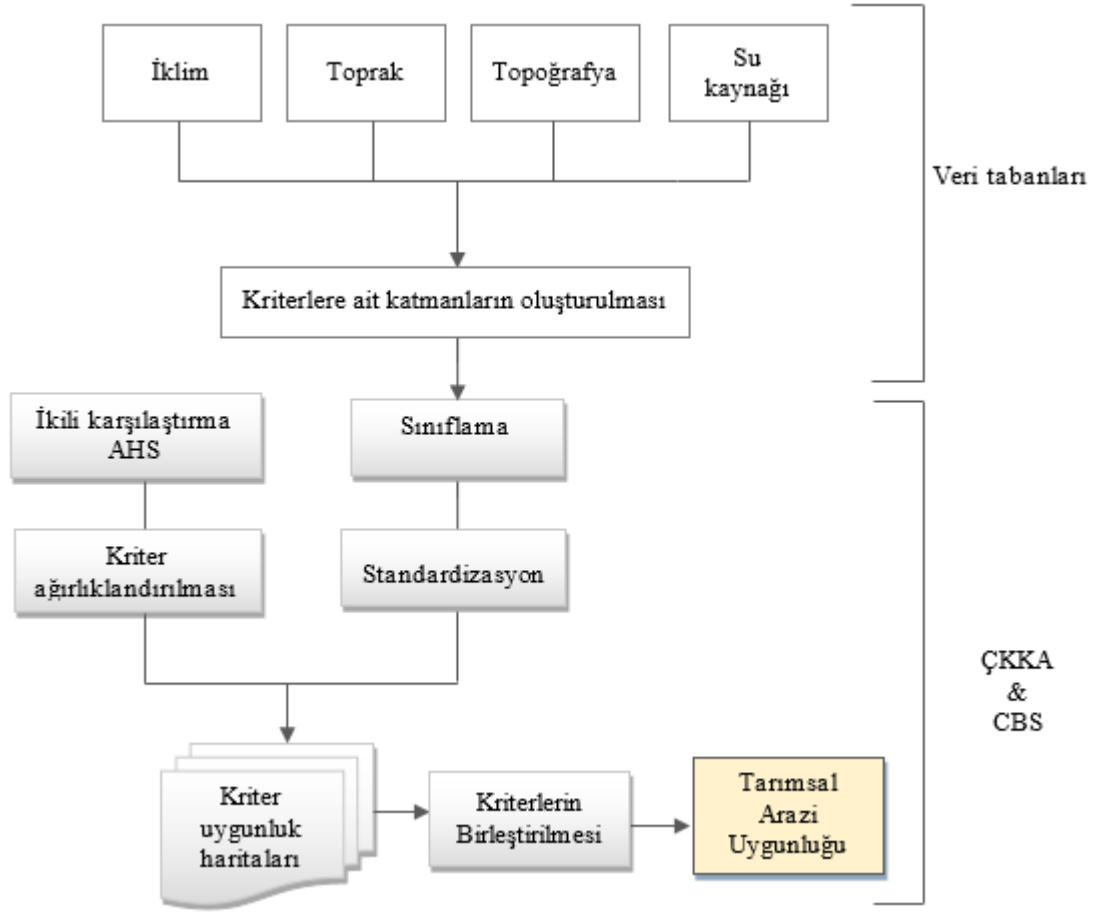 İklim
Toprak
Topoğrafya
Su
kaynağı
Veri tabanları
Kriterlere ait katmanların oluşturulması
İkili karşılaştırma
AHS
Sınıflama
Kriter
ağırlıklandırılması
Standardizasyon
ÇKKA
&
CBS
Kriter
uygunluk
haritaları
Kriterlerin
Birleştirilmesi
Tarımsal
Arazi
Uygunluğu